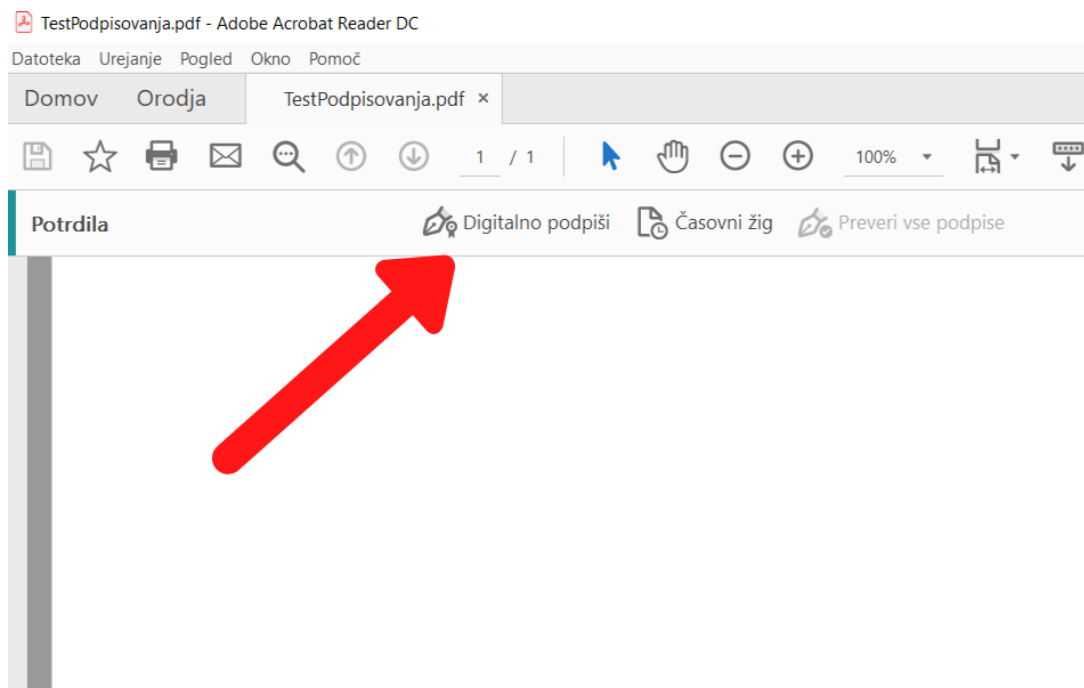 TestPodpisovanja.pdf - Adobe Acrobat Reader DC
Datoteka Urejanje Pogled Okno Pomoč
Domov Orodja TestPodpisovanja.pdf ×
1 / 1 100%
Potrdila Digitalno podpiši Časovni žig Preveri vse podpise